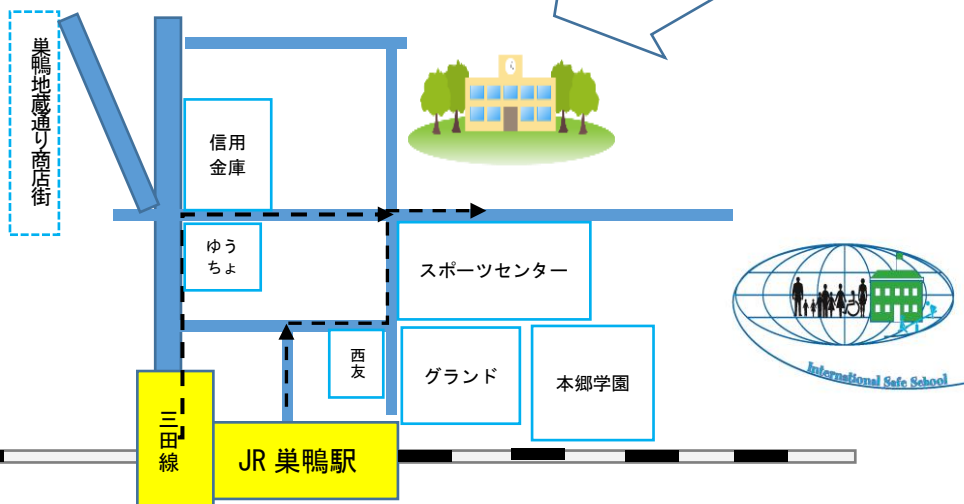 巣鴨地蔵通り商店街
信用
金庫
ゆう
ちょ
スポーツセンター
西
友
グランド
本郷学園
三田線
JR 巣鴨駅
International Safe School